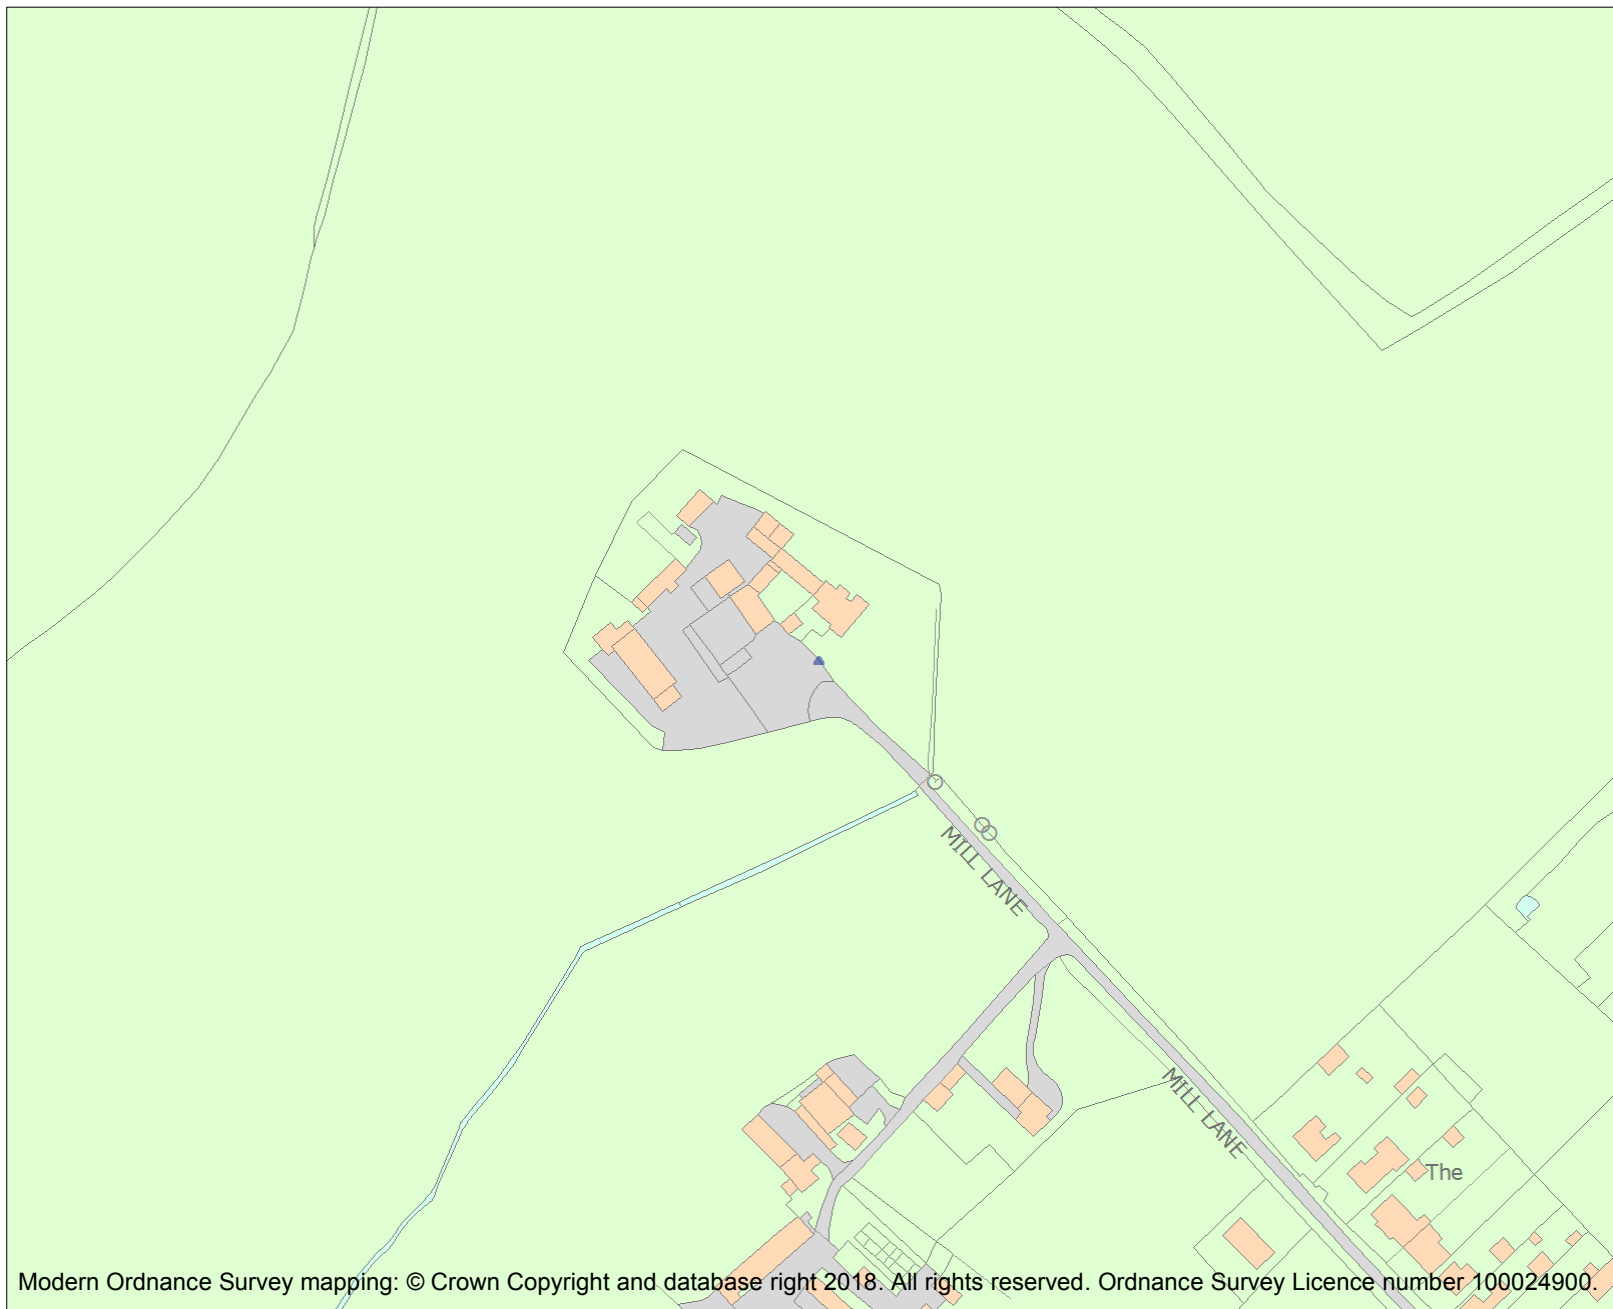 MILL LANE
MILL LANE
The
Modern Ordnance Survey mapping: © Crown Copyright and database right 2018. All rights reserved. Ordnance Survey Licence number 100024900.